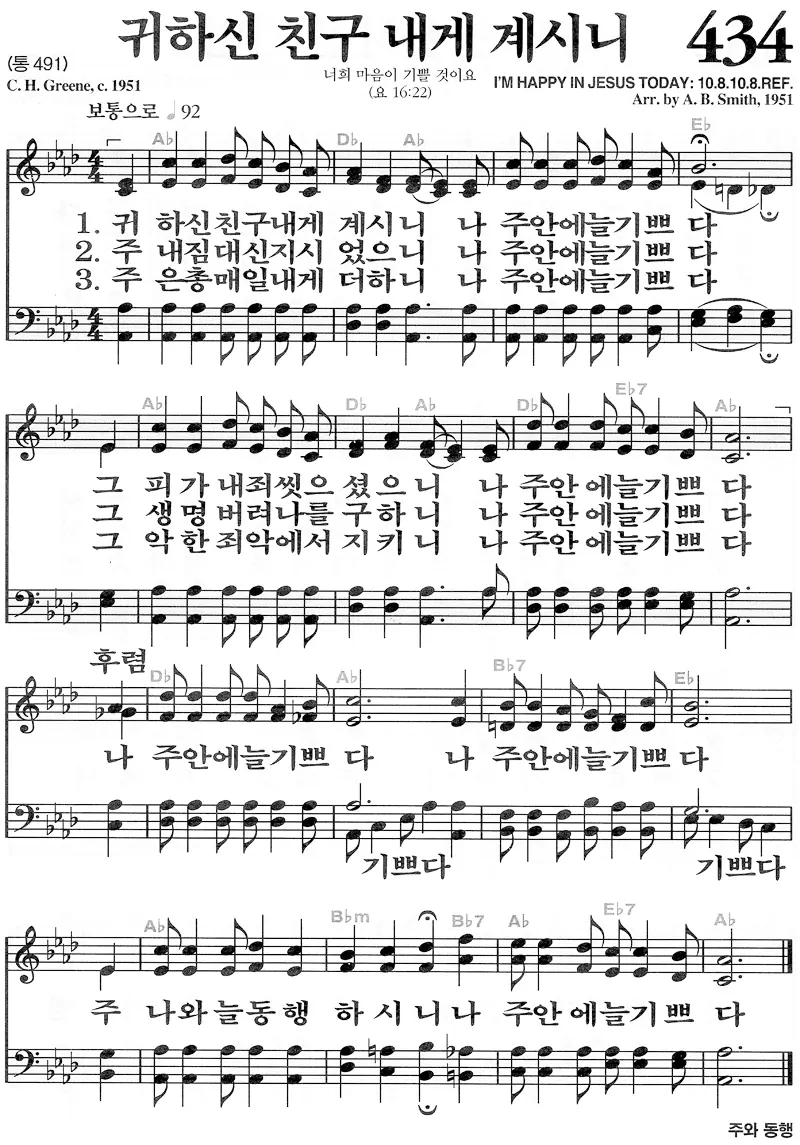 귀하신 친구 내게 계시니 434
(통 491)
C. H. Greene, c. 1951
너희 마음이 기쁠 것이요
(요 16:22)
I'M HAPPY IN JESUS TODAY: 10.8.10.8.REF.
Arr. by A. B. Smith, 1951
보통으로 ♩92
A♭ D♭ A♭ E♭
1. 귀 하신친구내게 계시니 나 주안에늘기쁘 다
2. 주 내짐대신지시 었으니 나 주안에늘기쁘 다
3. 주 은총매일내게 더하니 나 주안에늘기쁘 다
A♭ D♭ A♭ D♭ E♭7 A♭
그 피가 내죄씻으 셨으니 나 주안에늘기쁘 다
그 생명 버려나를 구하니 나 주안에늘기쁘 다
그 악한 죄악에서 지키니 나 주안에늘기쁘 다
후렴
D♭ A♭ B♭7 E♭
나 주안에늘기쁘 다 나 주안에늘기쁘 다
기쁘다 기쁘다
A♭ B♭m B♭7 A♭ E♭7 A♭
주 나와늘동행 하시니나 주안에늘기쁘 다
주와 동행